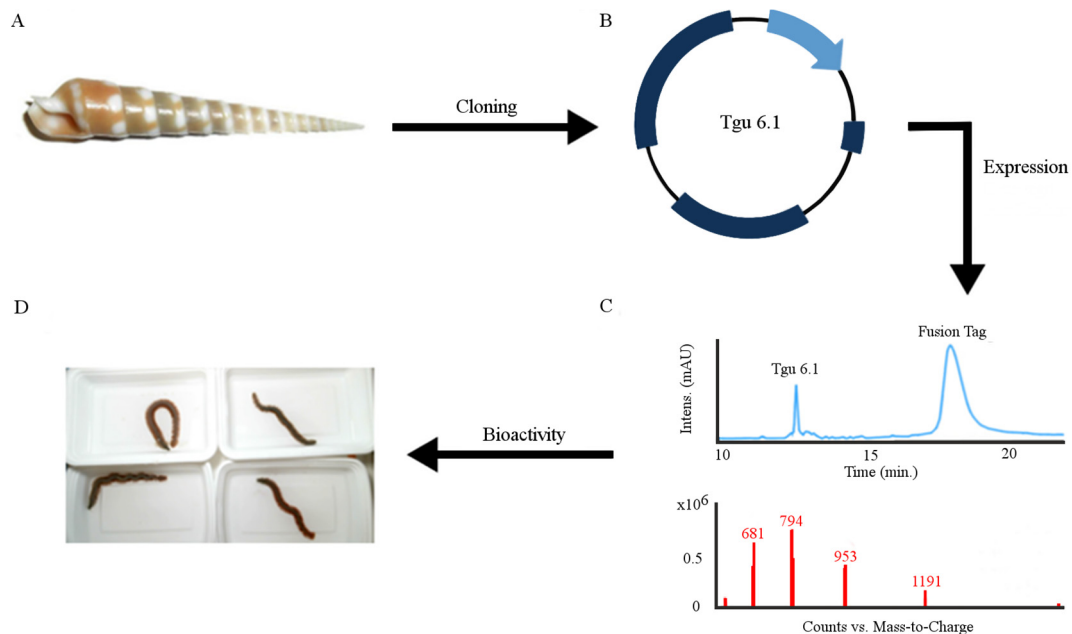 A
B
Cloning
Tgu 6.1
Expression
D
C
Fusion Tag
Tgu 6.1
Intens. (mAU)
Bioactivity
10
15
20
Time (min.)
x10⁶
794
681
0.5
953
1191
0
Counts vs. Mass-to-Charge